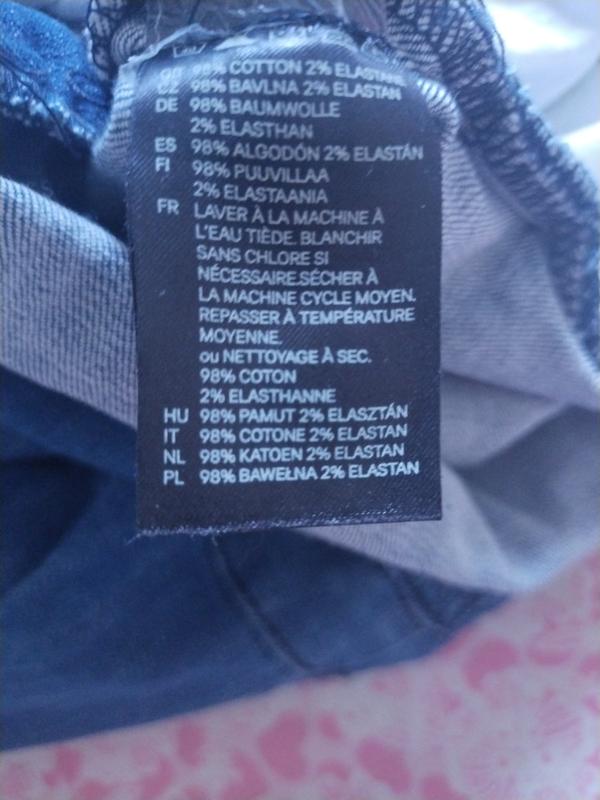 GB 98% COTTON 2% ELASTANE
CZ 98% BAVLNA 2% ELASTAN
DE 98% BAUMWOLLE
2% ELASTHAN
ES 98% ALGODÓN 2% ELASTÁN
FI 98% PUUVILLAA
2% ELASTAANIA
FR LAVER À LA MACHINE À
L'EAU TIÈDE. BLANCHIR
SANS CHLORE SI
NÉCESSAIRE.SÉCHER À
LA MACHINE CYCLE MOYEN.
REPASSER À TEMPÉRATURE
MOYENNE.
ou NETTOYAGE À SEC.
98% COTON
2% ELASTHANNE
HU 98% PAMUT 2% ELASZTÁN
IT 98% COTONE 2% ELASTAN
NL 98% KATOEN 2% ELASTAN
PL 98% BAWEŁNA 2% ELASTAN